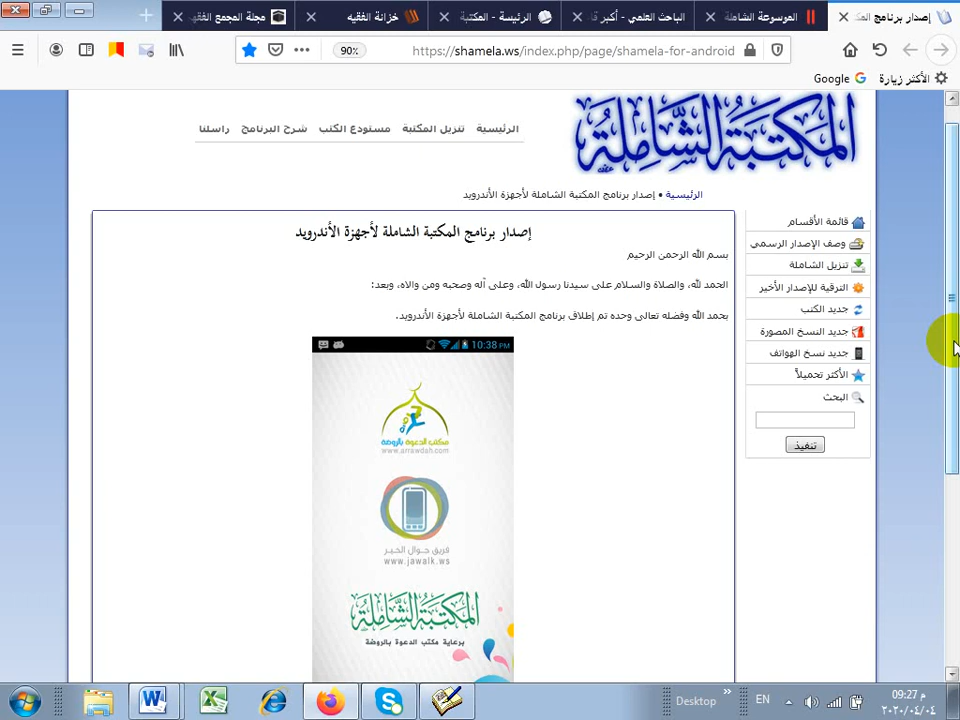 إصدار برنامج المك
الموسوعة الشاملة
الباحث العلمي - أكبر قا
الرئيسة - المكتبة
خزانة الفقيه
مجلة المجمع الفقهي
https://shamela.ws/index.php/page/shamela-for-android
90%
الأكثر زيارة
Google
المكتبة الشاملة
الرئيسية
تنزيل المكتبة
مستودع الكتب
شرح البرنامج
راسلنا
الرئيسية • إصدار برنامج المكتبة الشاملة لأجهزة الأندرويد
قائمة الأقسام
وصف الإصدار الرسمي
تنزيل الشاملة
الترقية للإصدار الأخير
جديد الكتب
جديد النسخ المصورة
جديد نسخ الهواتف
الأكثر تحميلاً
البحث
تنفيذ
إصدار برنامج المكتبة الشاملة لأجهزة الأندرويد
بسم الله الرحمن الرحيم
الحمد لله، والصلاة والسلام على سيدنا رسول الله، وعلى آله وصحبه ومن والاه، وبعد:
بحمد الله وفضله تعالى وحده تم إطلاق برنامج المكتبة الشاملة لأجهزة الأندرويد.
10:38 PM
مكتب الدعوة بالروضة
www.arrawdah.com
فريق جوال الخير
www.jawalk.ws
المكتبة الشاملة
برعاية مكتب الدعوة بالروضة
Desktop
EN
09:27 م
٢٠٢٠/٠٤/٠٤